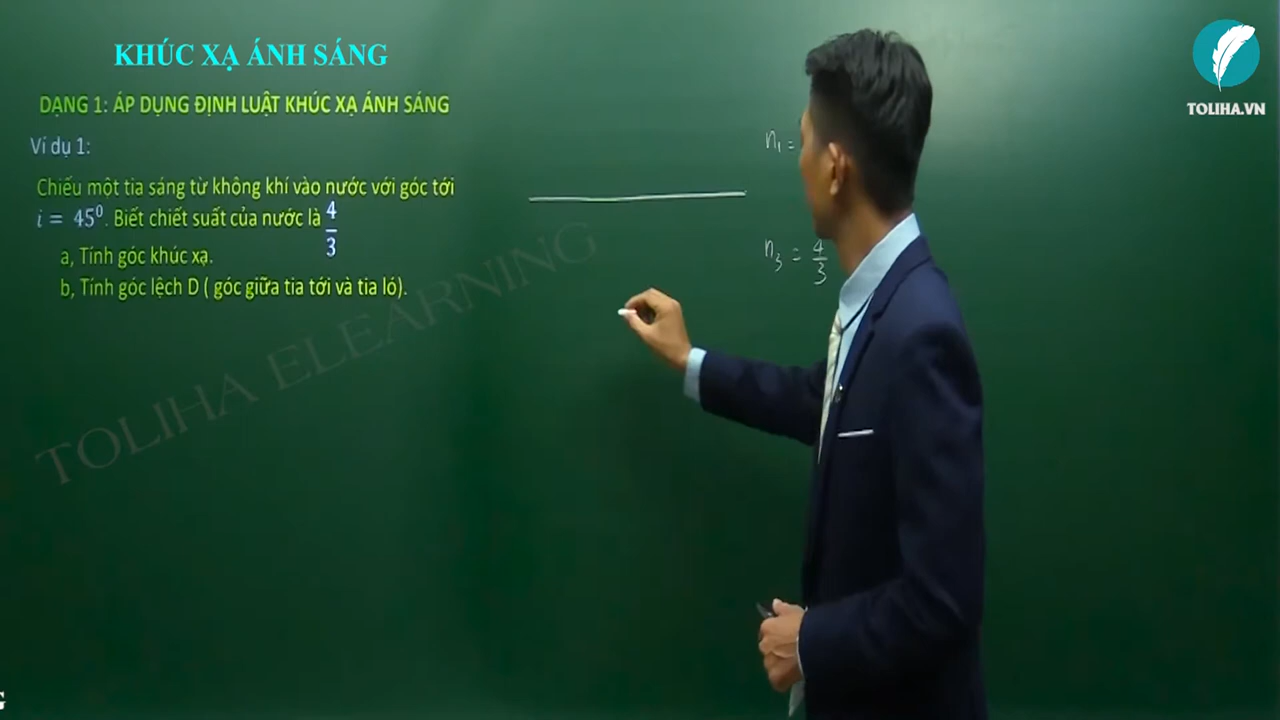 KHÚC XẠ ÁNH SÁNG
DẠNG 1: ÁP DỤNG ĐỊNH LUẬT KHÚC XẠ ÁNH SÁNG
Ví dụ 1:
Chiếu một tia sáng từ không khí vào nước với góc tới
i = 45⁰. Biết chiết suất của nước là 4/3
a, Tính góc khúc xạ.
b, Tính góc lệch D ( góc giữa tia tới và tia ló).
n₁ =
n₃ = 4/3
TOLIHA.VN
TOLIHA ELEARNING
G